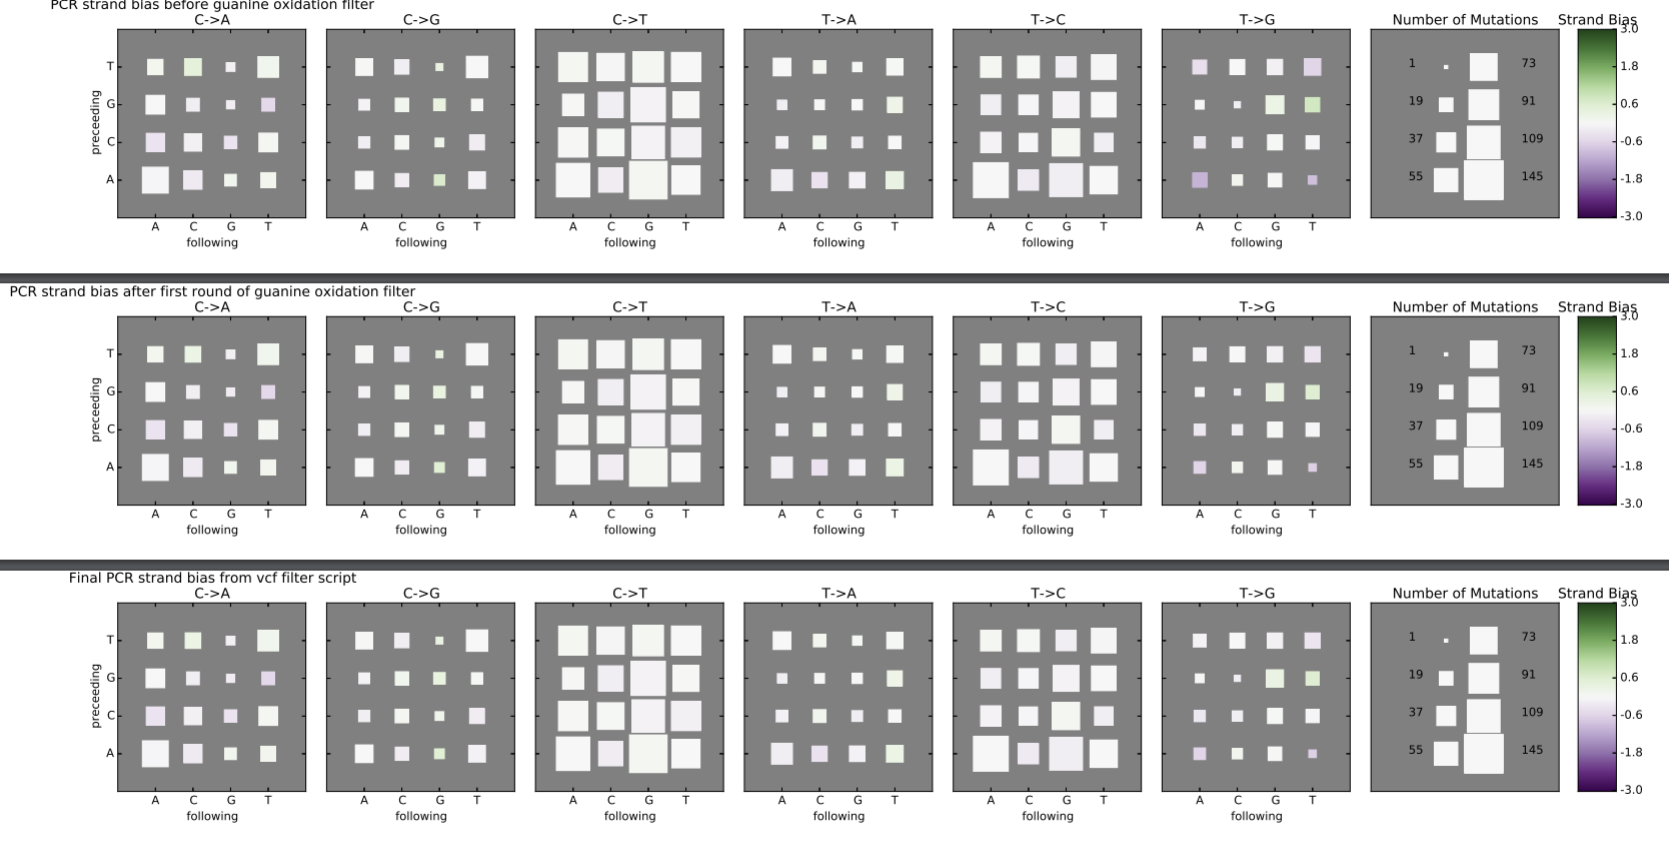 PCR strand bias before guanine oxidation filter
C->A C->G C->T T->A T->C T->G Number of Mutations Strand Bias
T 1 73 3.0
G 19 91 1.8
C 37 109 0.6
A 55 145 -0.6
preceeding -1.8
-3.0
A C G T A C G T A C G T A C G T A C G T A C G T
following following following following following following
PCR strand bias after first round of guanine oxidation filter
C->A C->G C->T T->A T->C T->G Number of Mutations Strand Bias
T 1 73 3.0
G 19 91 1.8
C 37 109 0.6
A 55 145 -0.6
preceeding -1.8
-3.0
A C G T A C G T A C G T A C G T A C G T A C G T
following following following following following following
Final PCR strand bias from vcf filter script
C->A C->G C->T T->A T->C T->G Number of Mutations Strand Bias
T 1 73 3.0
G 19 91 1.8
C 37 109 0.6
A 55 145 -0.6
preceeding -1.8
-3.0
A C G T A C G T A C G T A C G T A C G T A C G T
following following following following following following